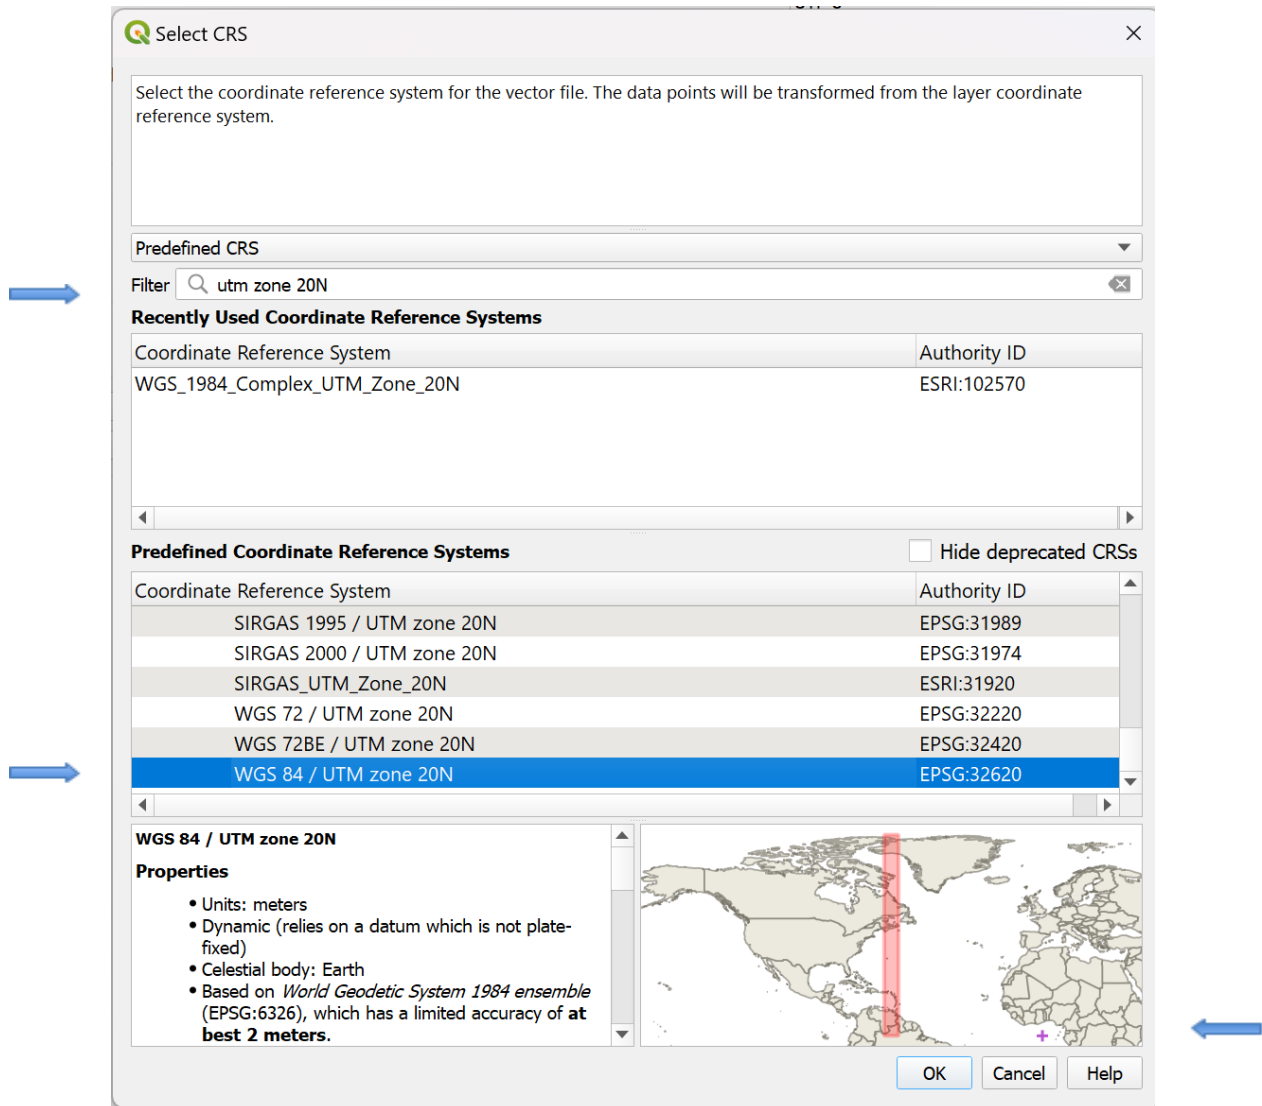 Select CRS
Select the coordinate reference system for the vector file. The data points will be transformed from the layer coordinate
reference system.
Predefined CRS
Filter utm zone 20N
Recently Used Coordinate Reference Systems
Coordinate Reference System Authority ID
WGS_1984_Complex_UTM_Zone_20N ESRI:102570
Predefined Coordinate Reference Systems Hide deprecated CRSs
Coordinate Reference System Authority ID
SIRGAS 1995 / UTM zone 20N EPSG:31989
SIRGAS 2000 / UTM zone 20N EPSG:31974
SIRGAS_UTM_Zone_20N ESRI:31920
WGS 72 / UTM zone 20N EPSG:32220
WGS 72BE / UTM zone 20N EPSG:32420
WGS 84 / UTM zone 20N EPSG:32620
WGS 84 / UTM zone 20N
Properties
• Units: meters
• Dynamic (relies on a datum which is not plate-
fixed)
• Celestial body: Earth
• Based on World Geodetic System 1984 ensemble
(EPSG:6326), which has a limited accuracy of at
best 2 meters.
OK Cancel Help